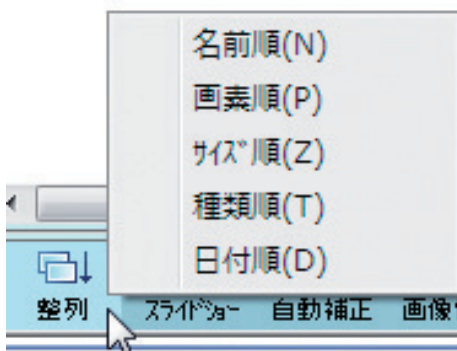 名前順(N)
画素順(P)
ｻｲｽﾞ順(Z)
種類順(T)
日付順(D)
整列 ｽﾗｲﾄﾞｼｮｰ 自動補正 画像